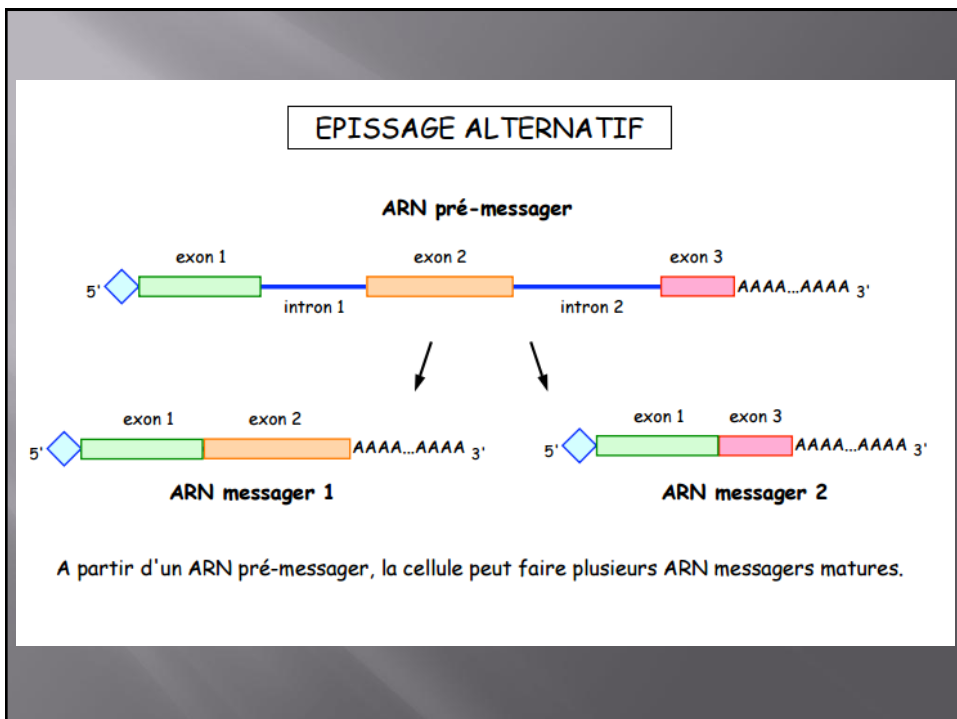 EPISSAGE ALTERNATIF
ARN pré-messager
exon 1 exon 2 exon 3
5' AAAA...AAAA 3'
intron 1 intron 2
exon 1 exon 2 exon 1 exon 3
5' AAAA...AAAA 3' 5' AAAA...AAAA 3'
ARN messager 1 ARN messager 2
A partir d'un ARN pré-messager, la cellule peut faire plusieurs ARN messagers matures.